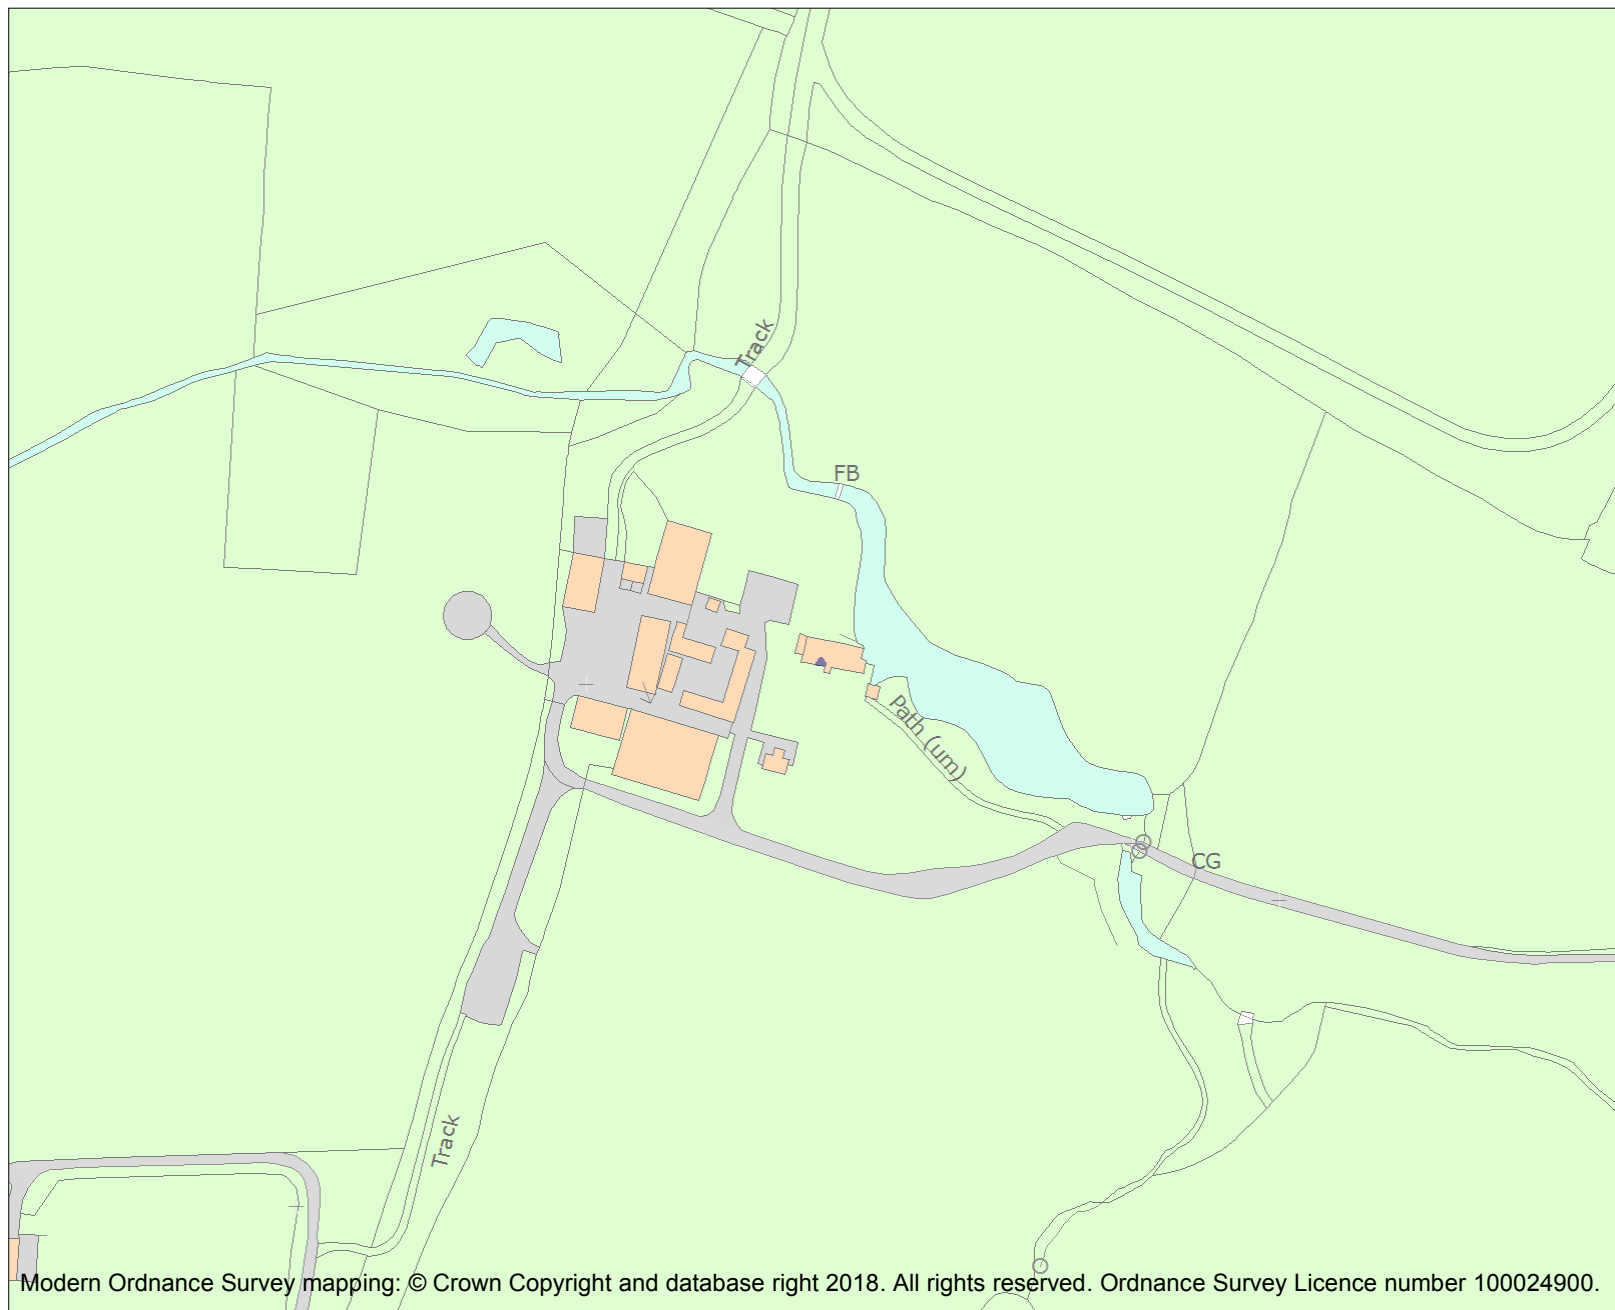 Track
FB
Path (um)
CG
Track
Modern Ordnance Survey mapping: © Crown Copyright and database right 2018. All rights reserved. Ordnance Survey Licence number 100024900.